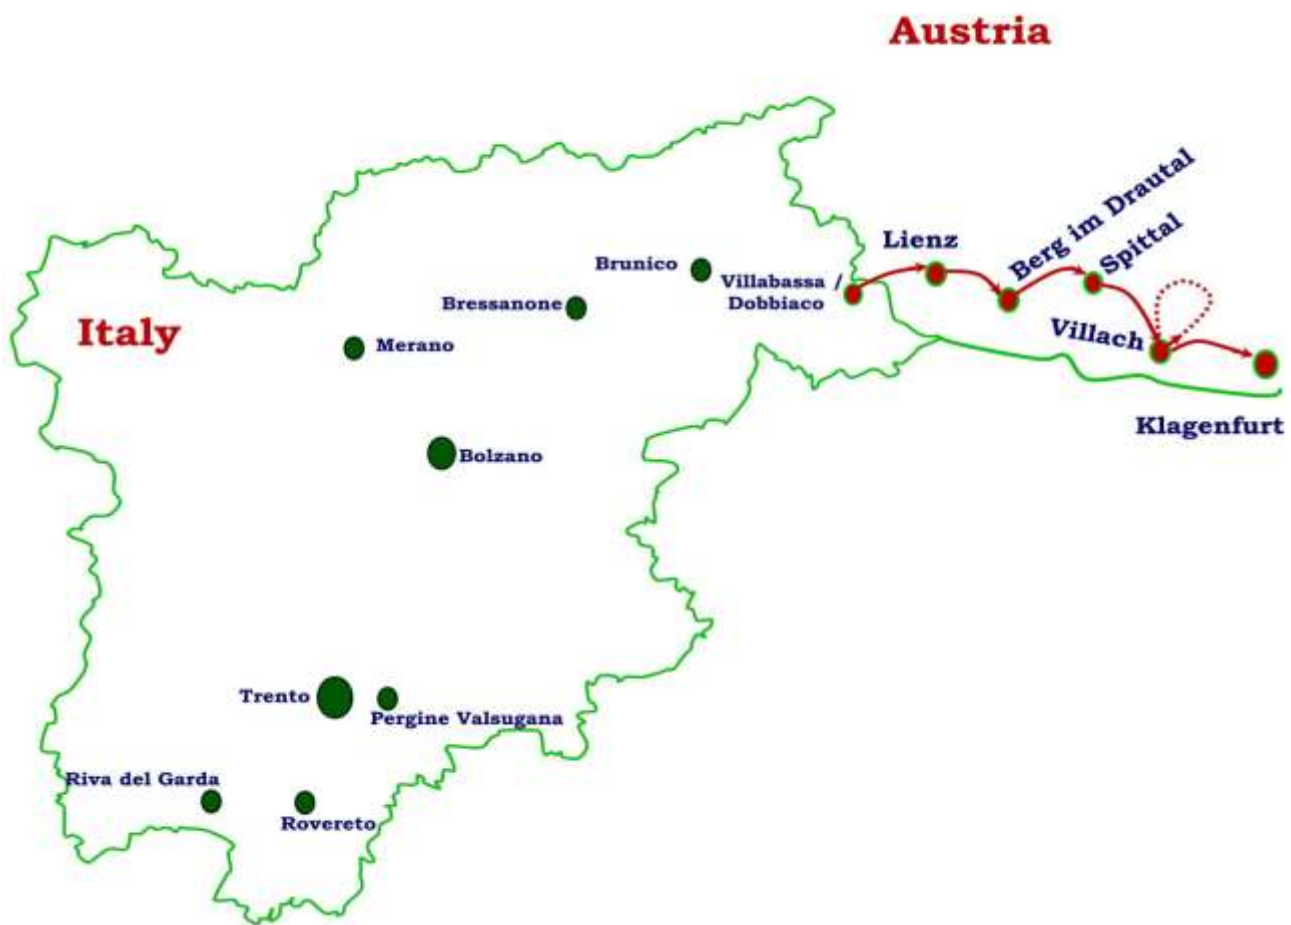 Austria
Berg im Drautal
Spittal
Lienz
Brunico
Villabassa /
Dobbiaco
Bressanone
Italy
Merano
Villach
Klagenfurt
Bolzano
Trento
Pergine Valsugana
Riva del Garda
Rovereto